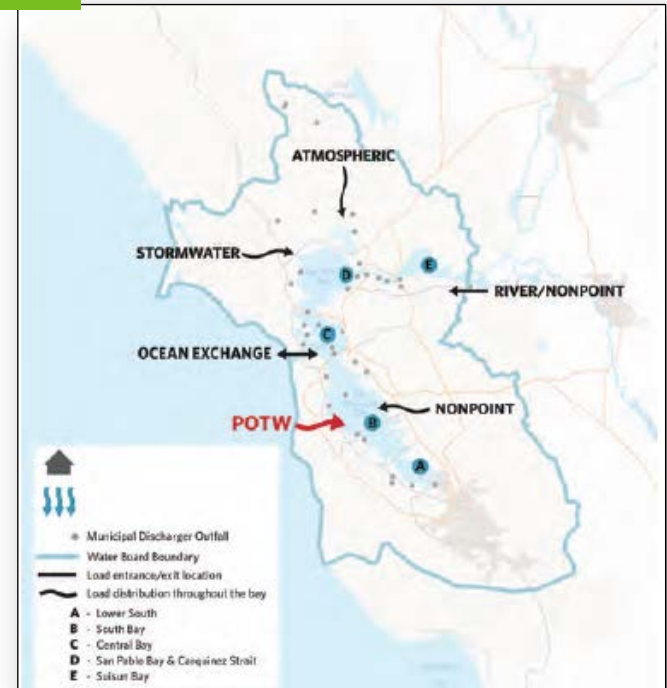 ATMOSPHERIC
STORMWATER
D
E
RIVER/NONPOINT
C
OCEAN EXCHANGE
NONPOINT
POTW
B
A
Municipal Discharger Outfall
Water Board Boundary
Load entrance/exit location
Load distribution throughout the bay
A - Lower South
B - South Bay
C - Central Bay
D - San Pablo Bay & Carquinez Strait
E - Suisun Bay